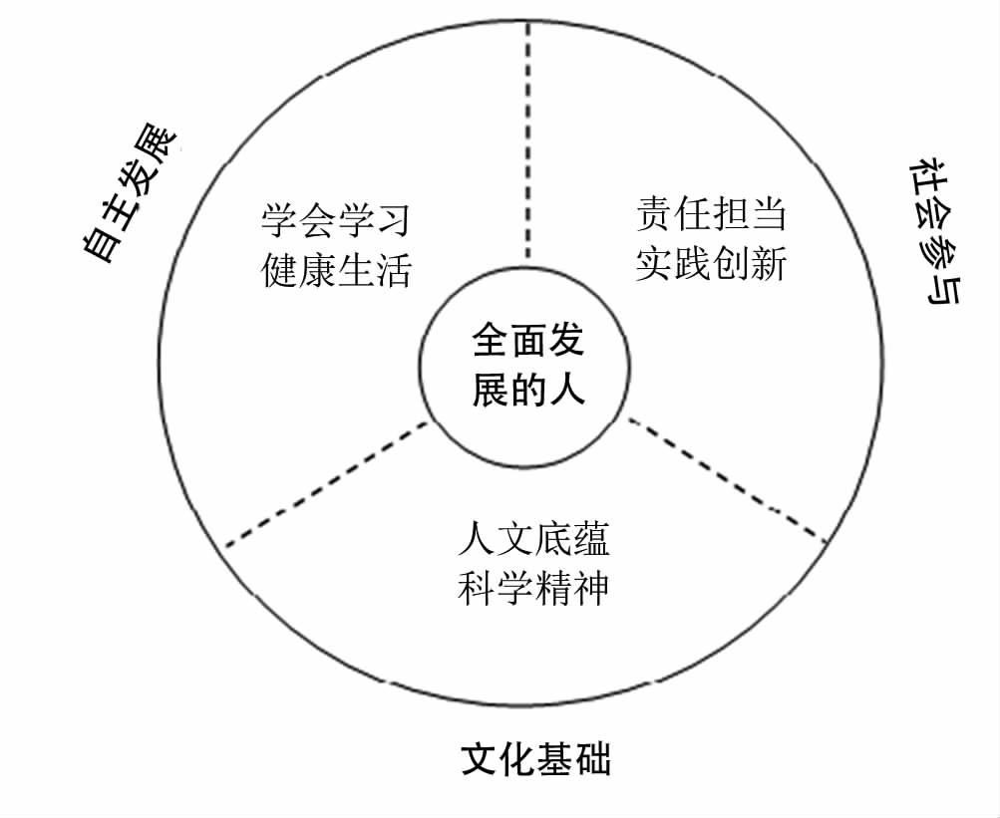 自主发展
社会参与
学会学习
健康生活
责任担当
实践创新
全面发
展的人
人文底蕴
科学精神
文化基础